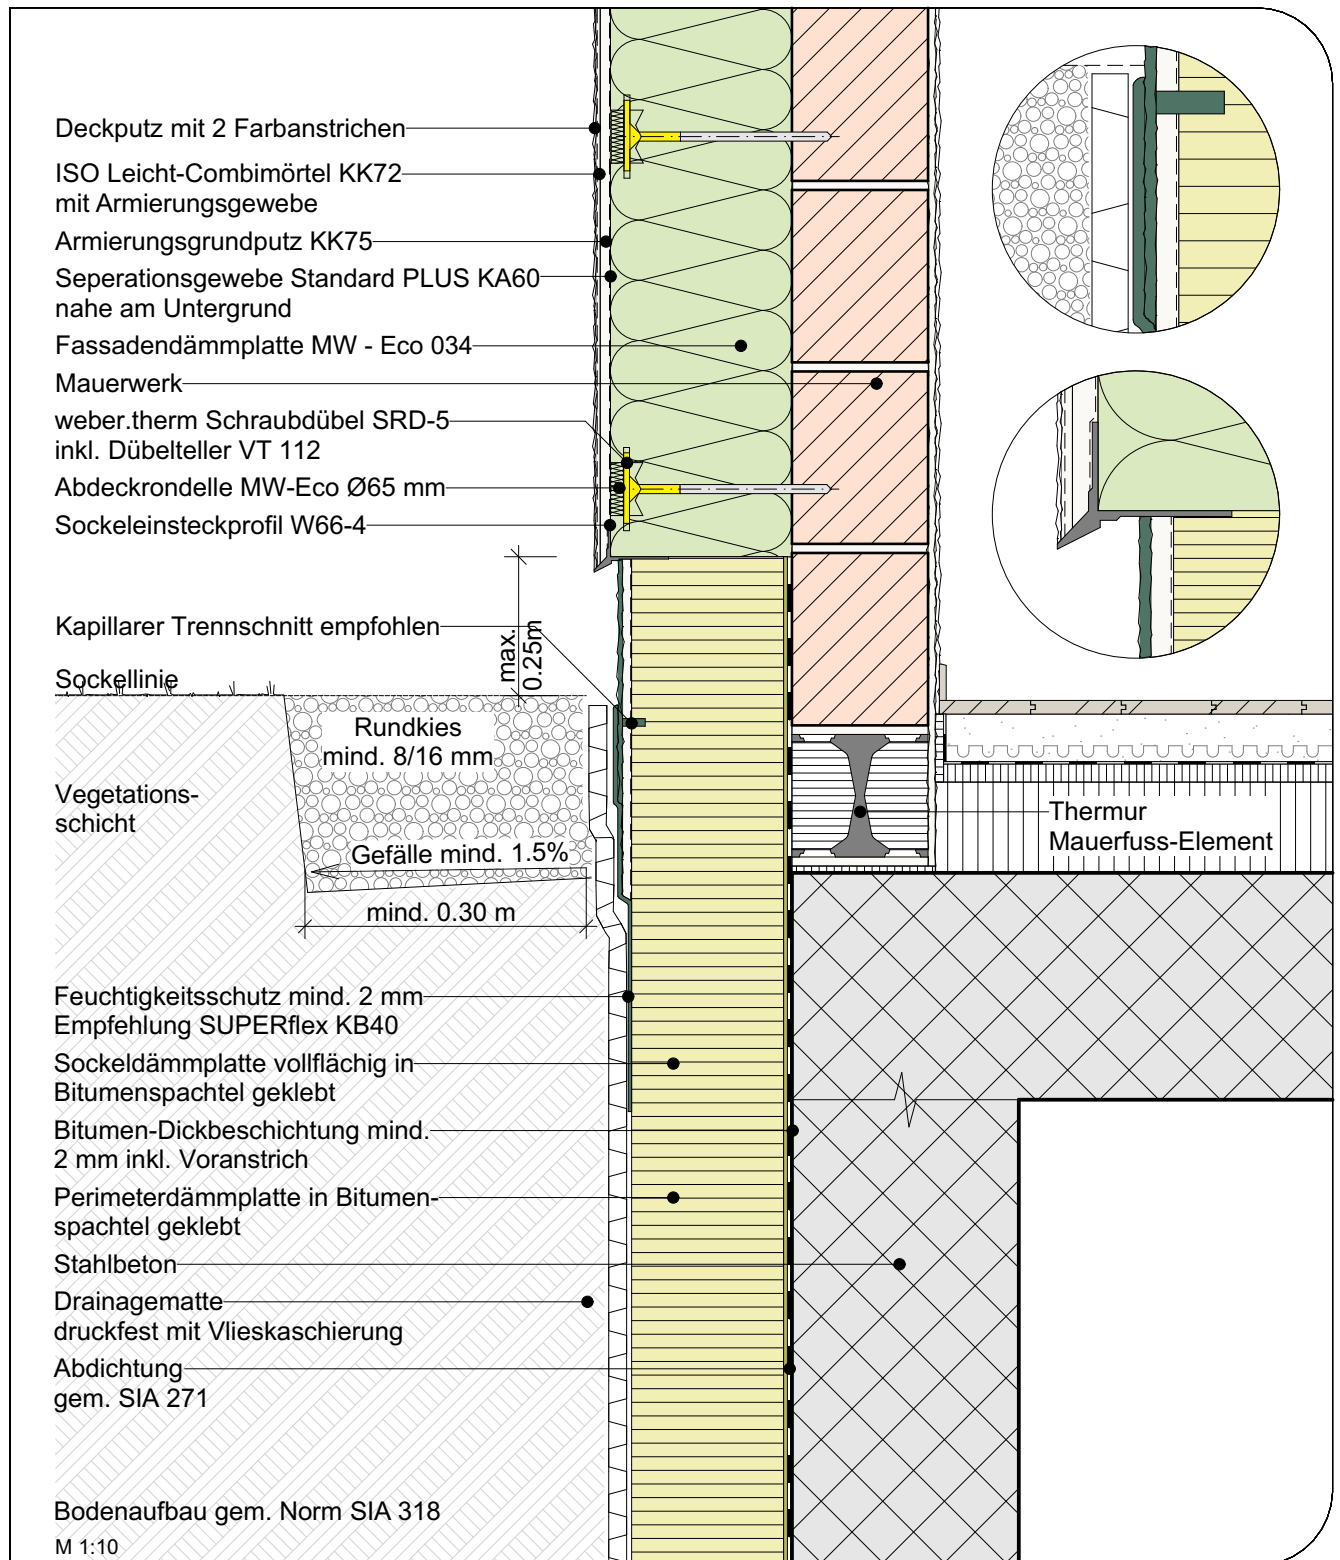 Deckputz mit 2 Farbanstrichen
ISO Leicht-Combimörtel KK72
mit Armierungsgewebe
Armierungsgrundputz KK75
Seperationsgewebe Standard PLUS KA60
nahe am Untergrund
Fassadendämmplatte MW - Eco 034
Mauerwerk
weber.therm Schraubdübel SRD-5
inkl. Dübelteller VT 112
Abdeckrondelle MW-Eco Ø65 mm
Sockeleinsteckprofil W66-4
Kapillarer Trennschnitt empfohlen
max.
0.25m
Sockellinie
Rundkies
mind. 8/16 mm
Vegetations-
schicht
Gefälle mind. 1.5%
mind. 0.30 m
Thermur
Mauerfuss-Element
Feuchtigkeitsschutz mind. 2 mm
Empfehlung SUPERflex KB40
Sockeldämmplatte vollflächig in
Bitumenspachtel geklebt
Bitumen-Dickbeschichtung mind.
2 mm inkl. Voranstrich
Perimeterdämmplatte in Bitumen-
spachtel geklebt
Stahlbeton
Drainagematte
druckfest mit Vlieskaschierung
Abdichtung
gem. SIA 271
Bodenaufbau gem. Norm SIA 318
M 1:10